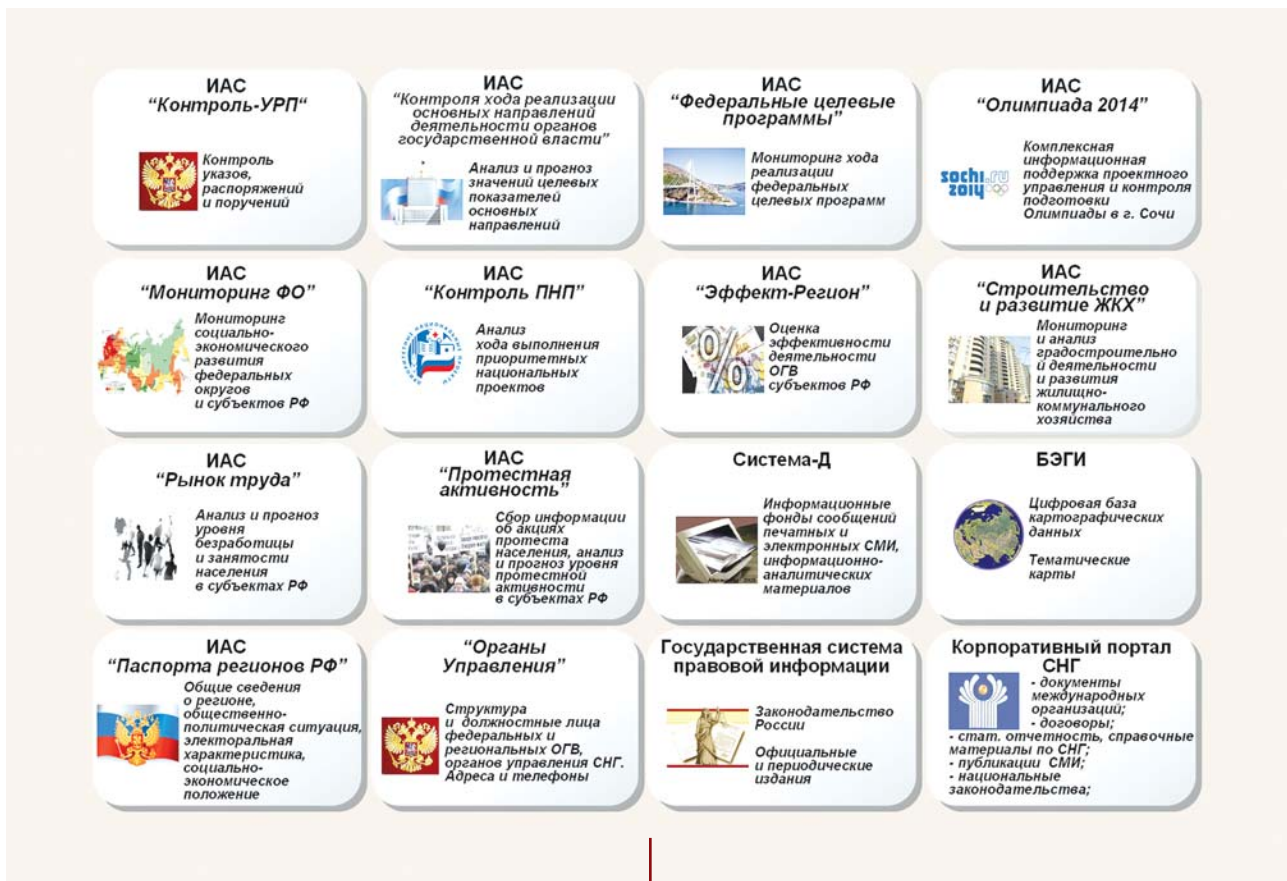 ИАС
“Контроль-УРП“
Контроль
указов,
распоряжений
и поручений
ИАС
“Контроля хода реализации
основных направлений
деятельности органов
государственной власти”
Анализ и прогноз
значений целевых
показателей
основных
направлений
ИАС
“Федеральные целевые
программы”
Мониторинг хода
реализации
федеральных
целевых программ
ИАС
“Олимпиада 2014”
sochi.ru
2014
Комплексная
информационная
поддержка проектного
управления и контроля
подготовки
Олимпиады в г. Сочи
ИАС
“Мониторинг ФО”
Мониторинг
социально-
экономического
развития
федеральных
округов
и субъектов РФ
ИАС
“Контроль ПНП”
Анализ
хода выполнения
приоритетных
национальных
проектов
ИАС
“Эффект-Регион”
Оценка
эффективности
деятельности
ОГВ
субъектов РФ
ИАС
“Строительство
и развитие ЖКХ”
Мониторинг
и анализ
градостроительно
й деятельности
и развития
жилищно-
коммунального
хозяйства
ИАС
“Рынок труда”
Анализ и прогноз
уровня
безработицы
и занятости
населения
в субъектах РФ
ИАС
“Протестная
активность”
Сбор информации
об акциях
протеста
населения, анализ
и прогноз уровня
протестной
активности
в субъектах РФ
Система-Д
Информационные
фонды сообщений
печатных и
электронных СМИ,
информационно-
аналитических
материалов
БЭГИ
Цифровая база
картографических
данных
Тематические
карты
ИАС
“Паспорта регионов РФ”
Общие сведения
о регионе,
общественно-
политическая ситуация,
электоральная
характеристика,
социально-
экономическое
положение
“Органы
Управления”
Структура
и должностные лица
федеральных и
региональных ОГВ,
органов управления СНГ.
Адреса и телефоны
Государственная система
правовой информации
Законодательство
России
Официальные
и периодические
издания
Корпоративный портал
СНГ
- документы
международных
организаций;
- договоры;
- стат. отчетность, справочные
материалы по СНГ;
- публикации СМИ;
- национальные
законодательства;